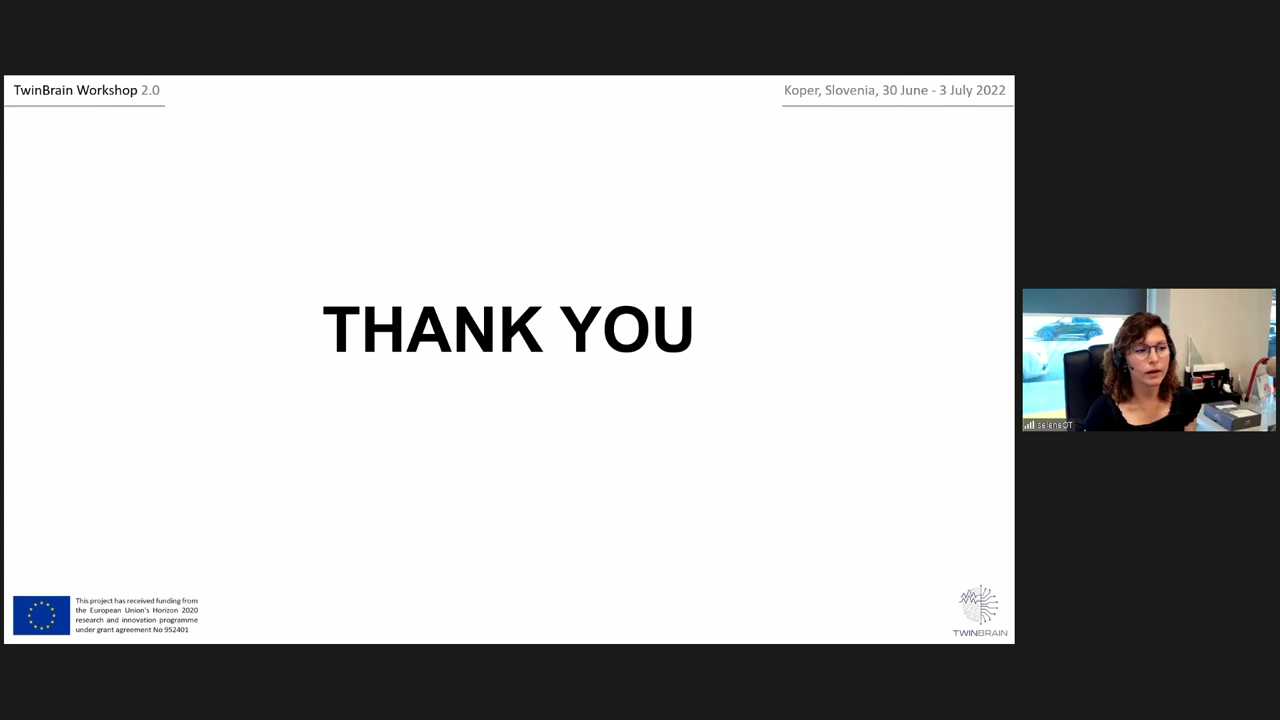 TwinBrain Workshop 2.0
Koper, Slovenia, 30 June - 3 July 2022
THANK YOU
This project has received funding from
the European Union's Horizon 2020
research and innovation programme
under grant agreement No 952401
TWINBRAIN
seleneOT